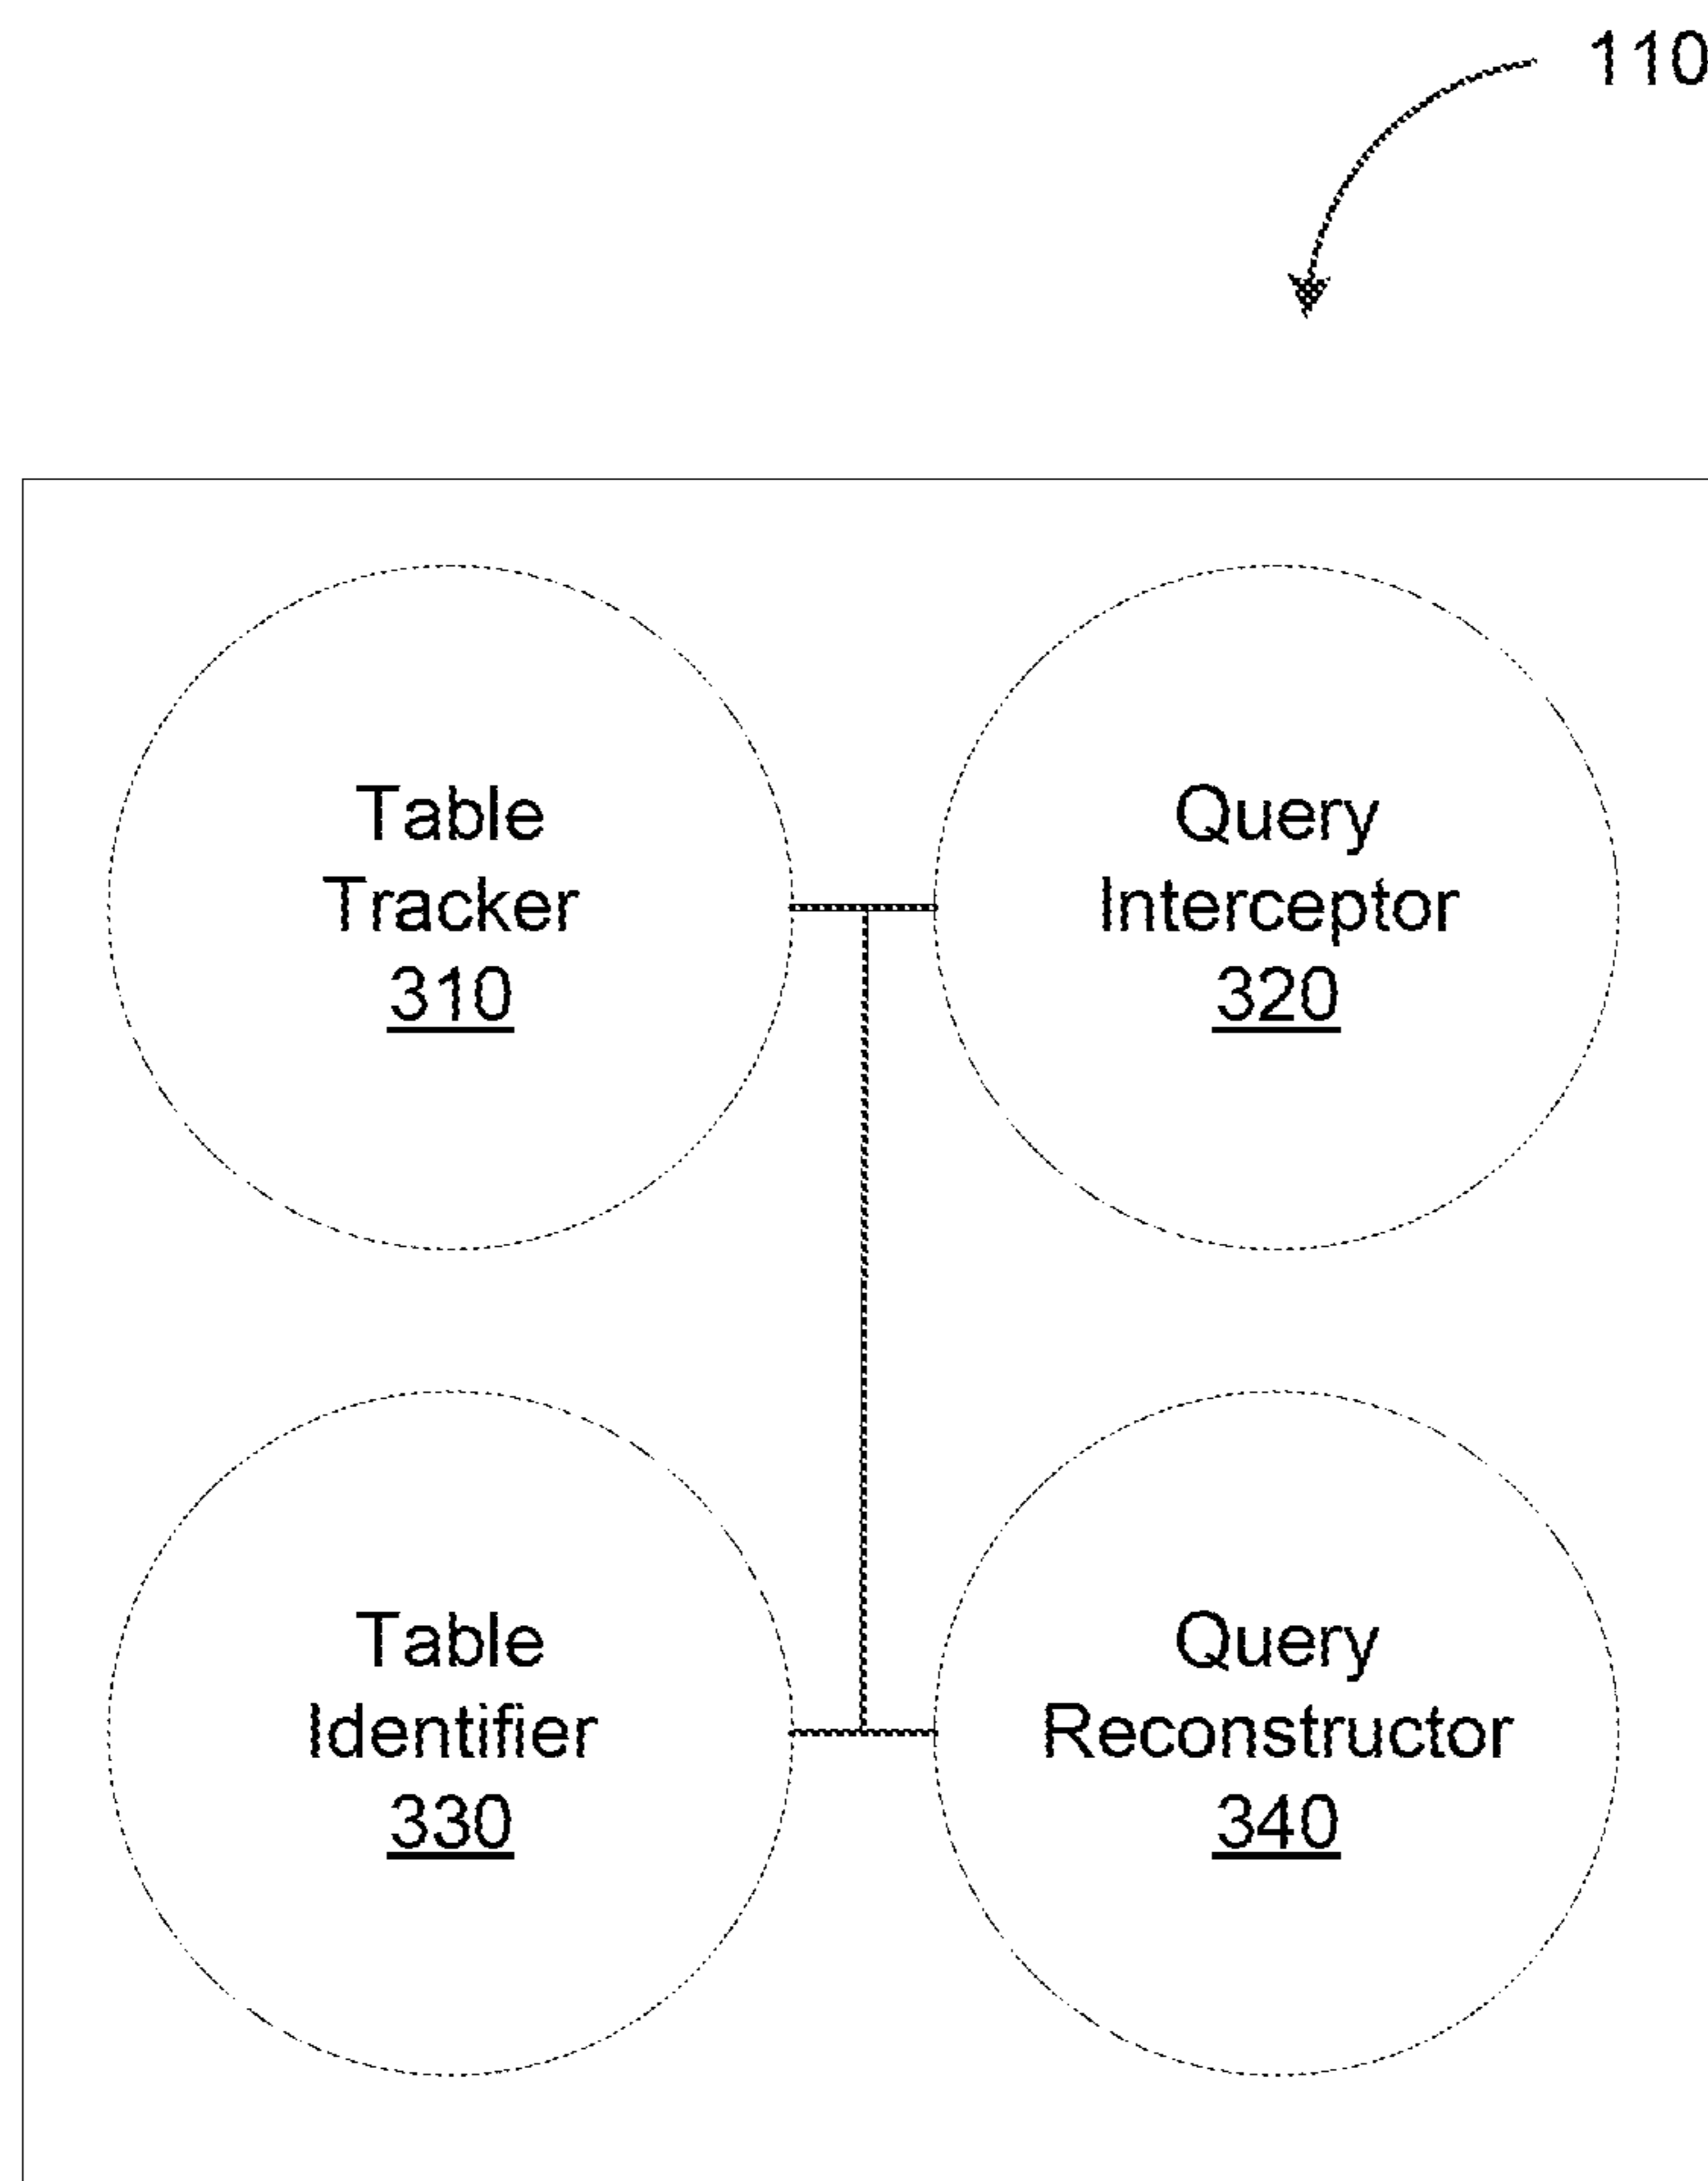 110
Table
Tracker
310
Query
Interceptor
320
Table
Identifier
330
Query
Reconstructor
340